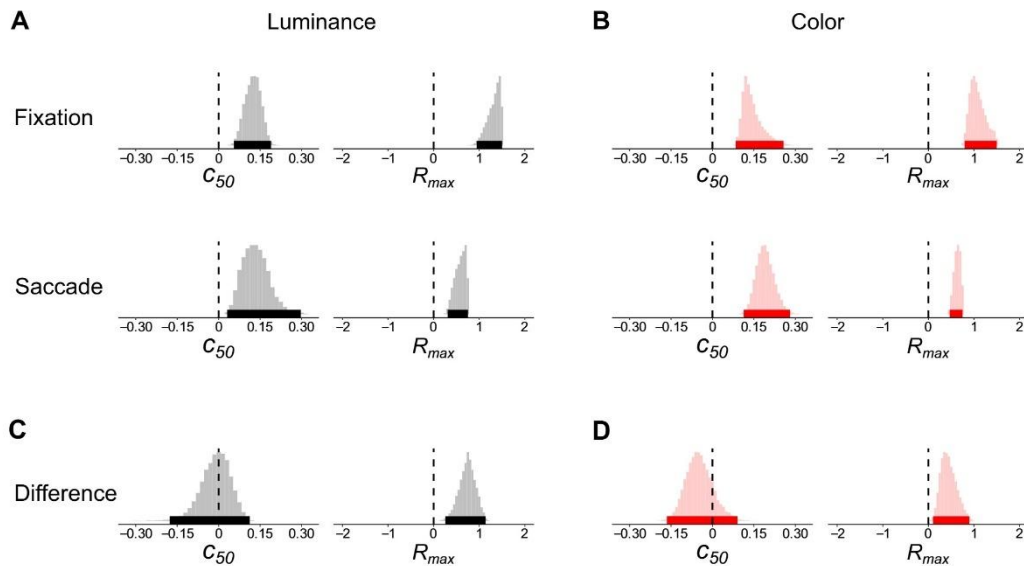 A Luminance B Color
Fixation
−0.30 −0.15 0 0.15 0.30 −2 −1 0 1 2 −0.30 −0.15 0 0.15 0.30 −2 −1 0 1 2
c50 Rmax c50 Rmax
Saccade
−0.30 −0.15 0 0.15 0.30 −2 −1 0 1 2 −0.30 −0.15 0 0.15 0.30 −2 −1 0 1 2
c50 Rmax c50 Rmax
C D
Difference
−0.30 −0.15 0 0.15 0.30 −2 −1 0 1 2 −0.30 −0.15 0 0.15 0.30 −2 −1 0 1 2
c50 Rmax c50 Rmax